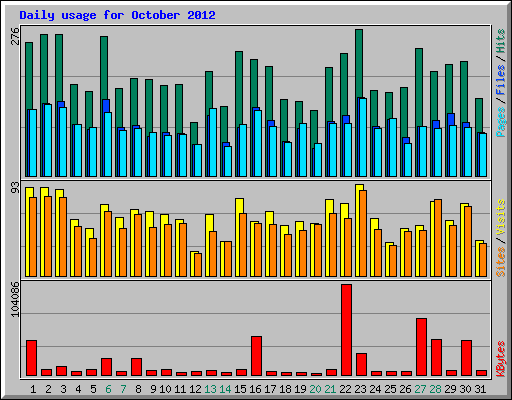 Daily usage for October 2012
276
Pages / Files / Hits
93
Sites / Visits
104086
KBytes
1 2 3 4 5 6 7 8 9 10 11 12 13 14 15 16 17 18 19 20 21 22 23 24 25 26 27 28 29 30 31